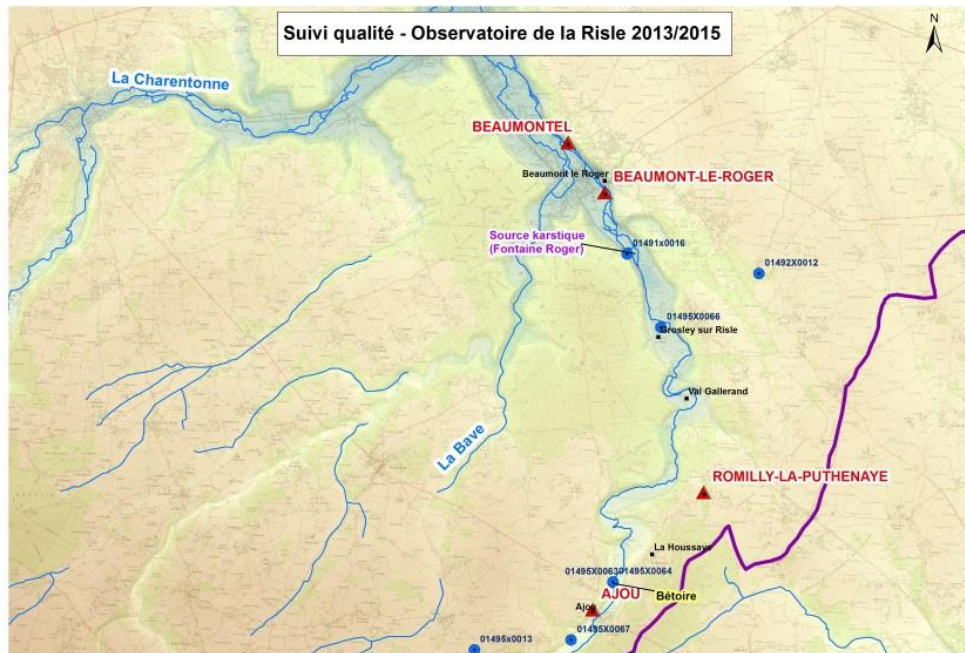 Suivi qualité - Observatoire de la Risle 2013/2015
N
La Charentonne
BEAUMONTEL
Beaumont le Roger
BEAUMONT-LE-ROGER
Source karstique
(Fontaine Roger)
01491x0016
01492X0012
01495X0066
Grosley sur Risle
Val Gallerand
La Bave
ROMILLY-LA-PUTHENAYE
La Houssaye
01495X0063
01495X0064
Bétoire
AJOU
Ajou
01495X0067
01495x0013